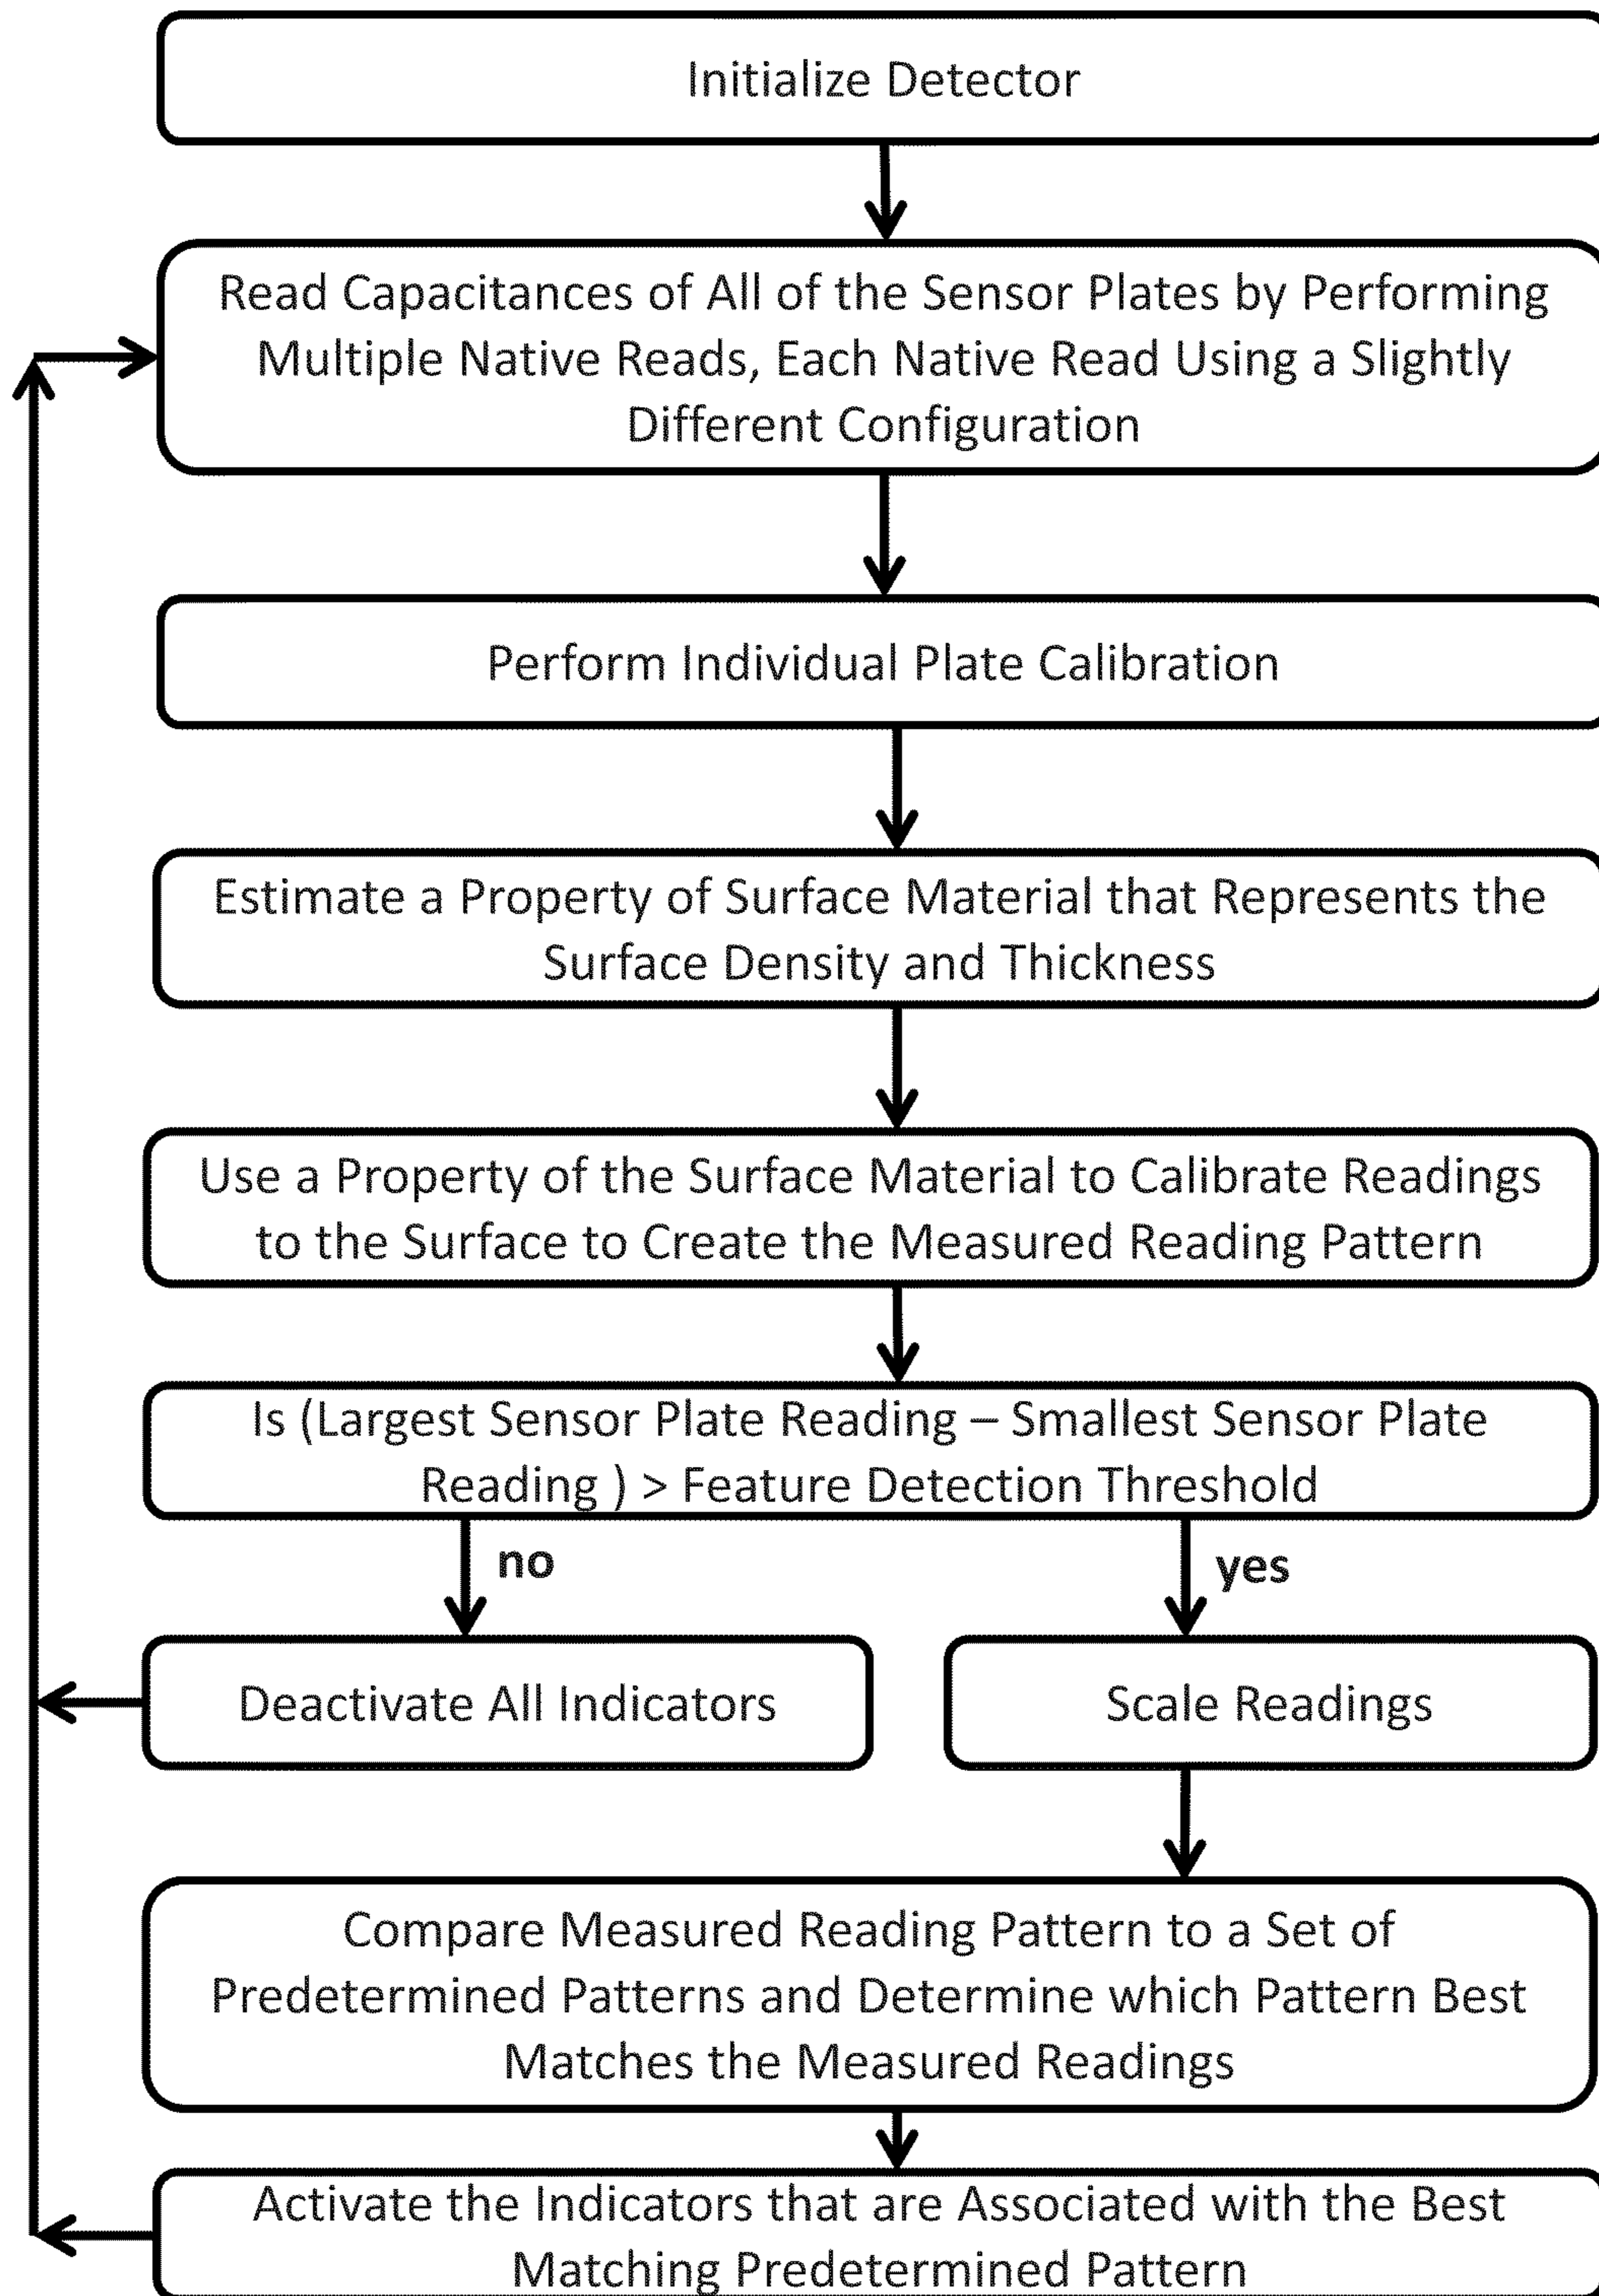 Initialize Detector
Read Capacitances of All of the Sensor Plates by Performing
Multiple Native Reads, Each Native Read Using a Slightly
Different Configuration
Perform Individual Plate Calibration
Estimate a Property of Surface Material that Represents the
Surface Density and Thickness
Use a Property of the Surface Material to Calibrate Readings
to the Surface to Create the Measured Reading Pattern
Is (Largest Sensor Plate Reading – Smallest Sensor Plate
Reading ) > Feature Detection Threshold
no
yes
Deactivate All Indicators
Scale Readings
Compare Measured Reading Pattern to a Set of
Predetermined Patterns and Determine which Pattern Best
Matches the Measured Readings
Activate the Indicators that are Associated with the Best
Matching Predetermined Pattern